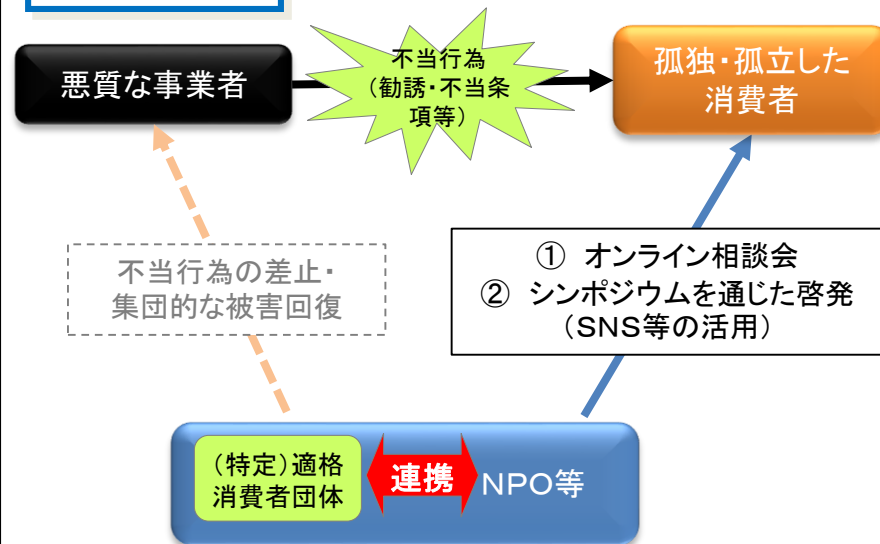 悪質な事業者
不当行為
(勧誘・不当条
項等)
孤独・孤立した
消費者
不当行為の差止・
集団的な被害回復
① オンライン相談会
② シンポジウムを通じた啓発
(SNS等の活用)
(特定)適格
消費者団体
連携
NPO等